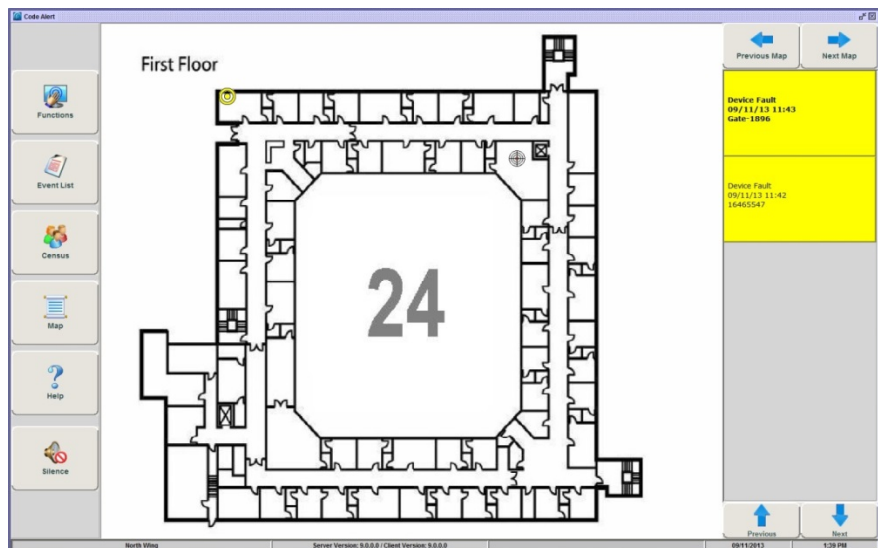 Code Alert
First Floor
Previous Map
Next Map
Functions
Event List
Census
Map
Help
Silence
24
Device Fault
09/11/13 11:43
Gate-1896
Device Fault
09/11/13 11:42
16465547
Previous
Next
North Wing
Server Version: 9.0.0.0 / Client Version: 9.0.0.0
09/11/2013
1:39 PM